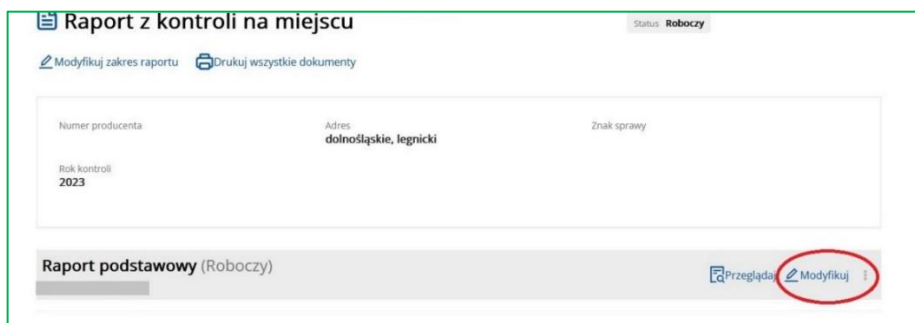 Raport z kontroli na miejscu
Status Roboczy
Modyfikuj zakres raportu Drukuj wszystkie dokumenty
Numer producenta Adres Znak sprawy
dolnośląskie, legnicki
Rok kontroli
2023
Raport podstawowy (Roboczy)
Przeglądaj Modyfikuj